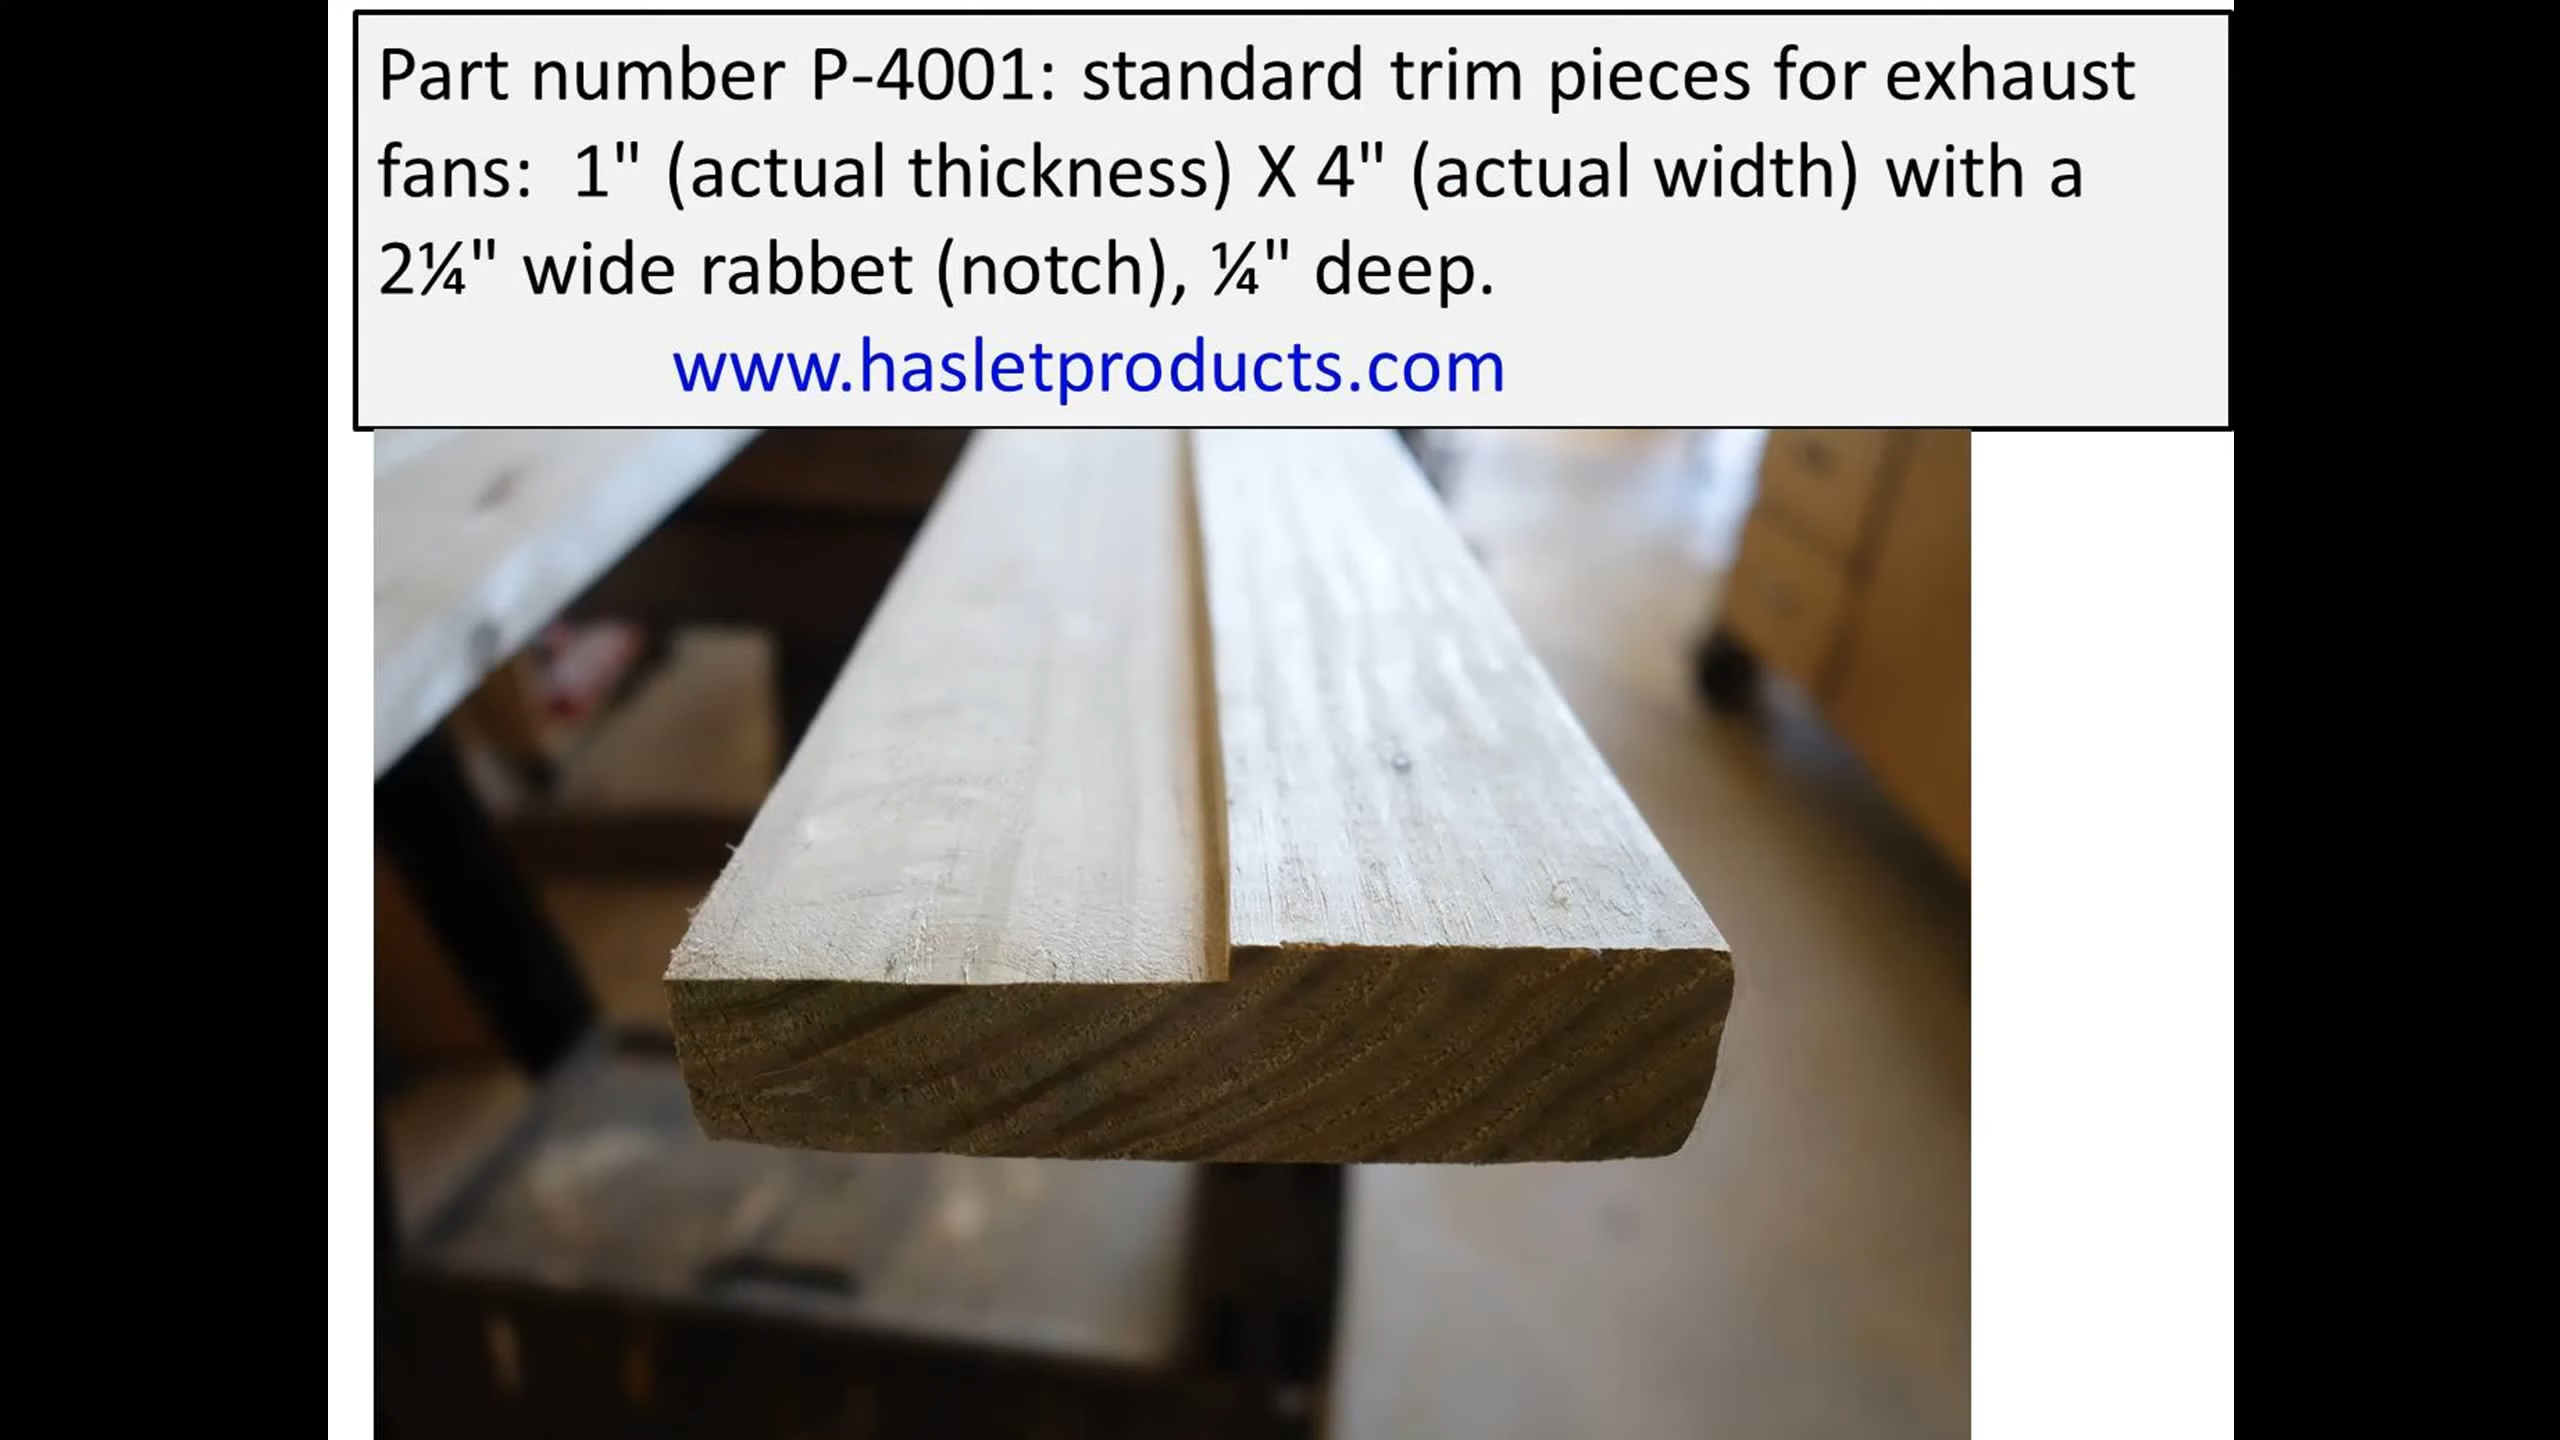 Part number P-4001: standard trim pieces for exhaust
fans:  1" (actual thickness) X 4" (actual width) with a
2¼" wide rabbet (notch), ¼" deep.
www.hasletproducts.com